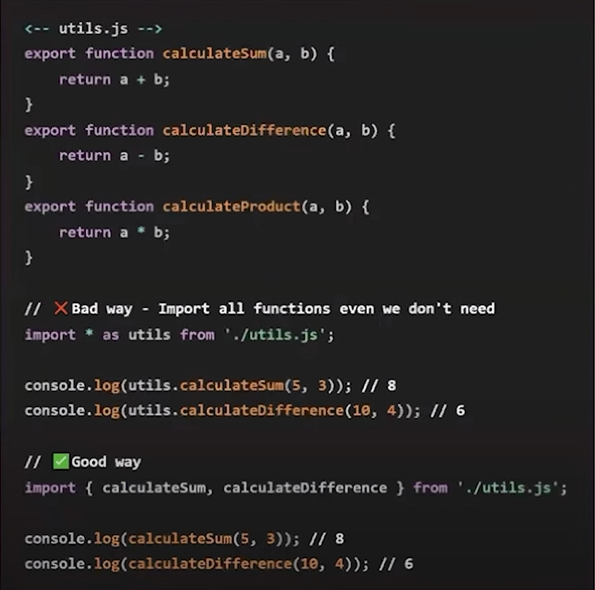 <-- utils.js -->
export function calculateSum(a, b) {
    return a + b;
}
export function calculateDifference(a, b) {
    return a - b;
}
export function calculateProduct(a, b) {
    return a * b;
}
// ❌Bad way - Import all functions even we don't need
import * as utils from './utils.js';
console.log(utils.calculateSum(5, 3)); // 8
console.log(utils.calculateDifference(10, 4)); // 6
// ✅Good way
import { calculateSum, calculateDifference } from './utils.js';
console.log(calculateSum(5, 3)); // 8
console.log(calculateDifference(10, 4)); // 6